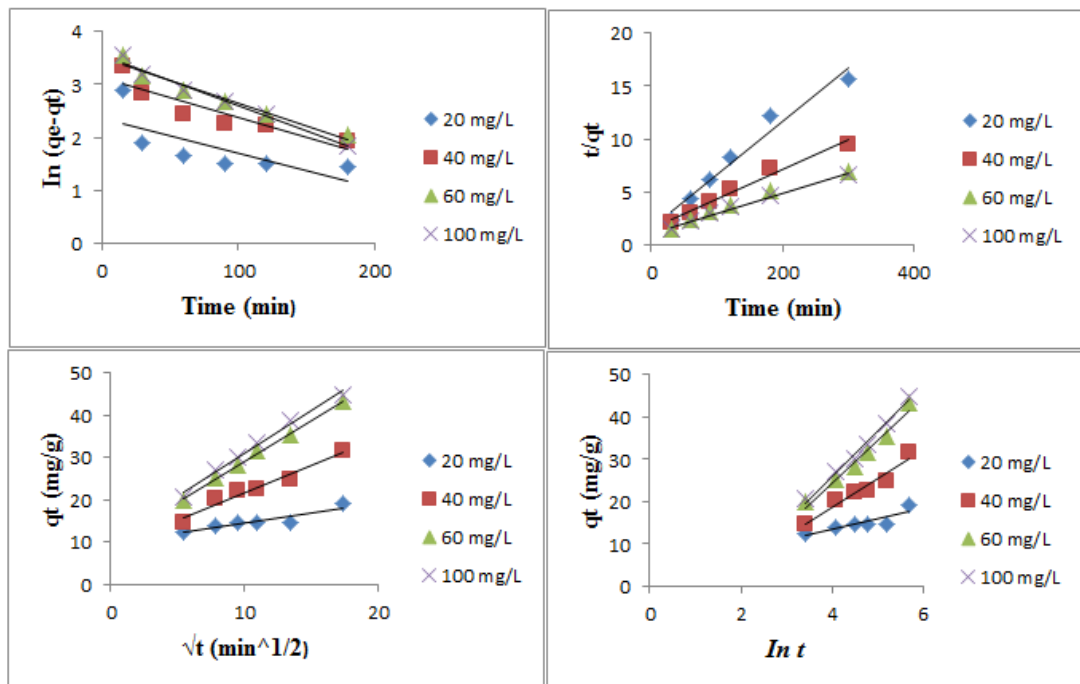 4
3
2
1
0
0
100
200
In (qe-qt)
Time (min)
20 mg/L
40 mg/L
60 mg/L
100 mg/L
20
15
10
5
0
0
200
400
t/qt
Time (min)
20 mg/L
40 mg/L
60 mg/L
100 mg/L
50
40
30
20
10
0
0
10
20
qt (mg/g)
√t (min^1/2)
20 mg/L
40 mg/L
60 mg/L
100 mg/L
50
40
30
20
10
0
0
2
4
6
qt (mg/g)
In t
20 mg/L
40 mg/L
60 mg/L
100 mg/L